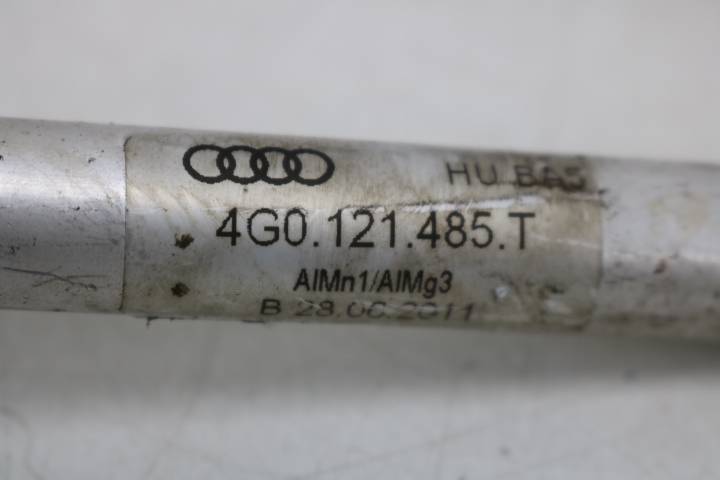 HU BAS
4G0.121.485.T
AlMn1/AlMg3
B 28.06.2011